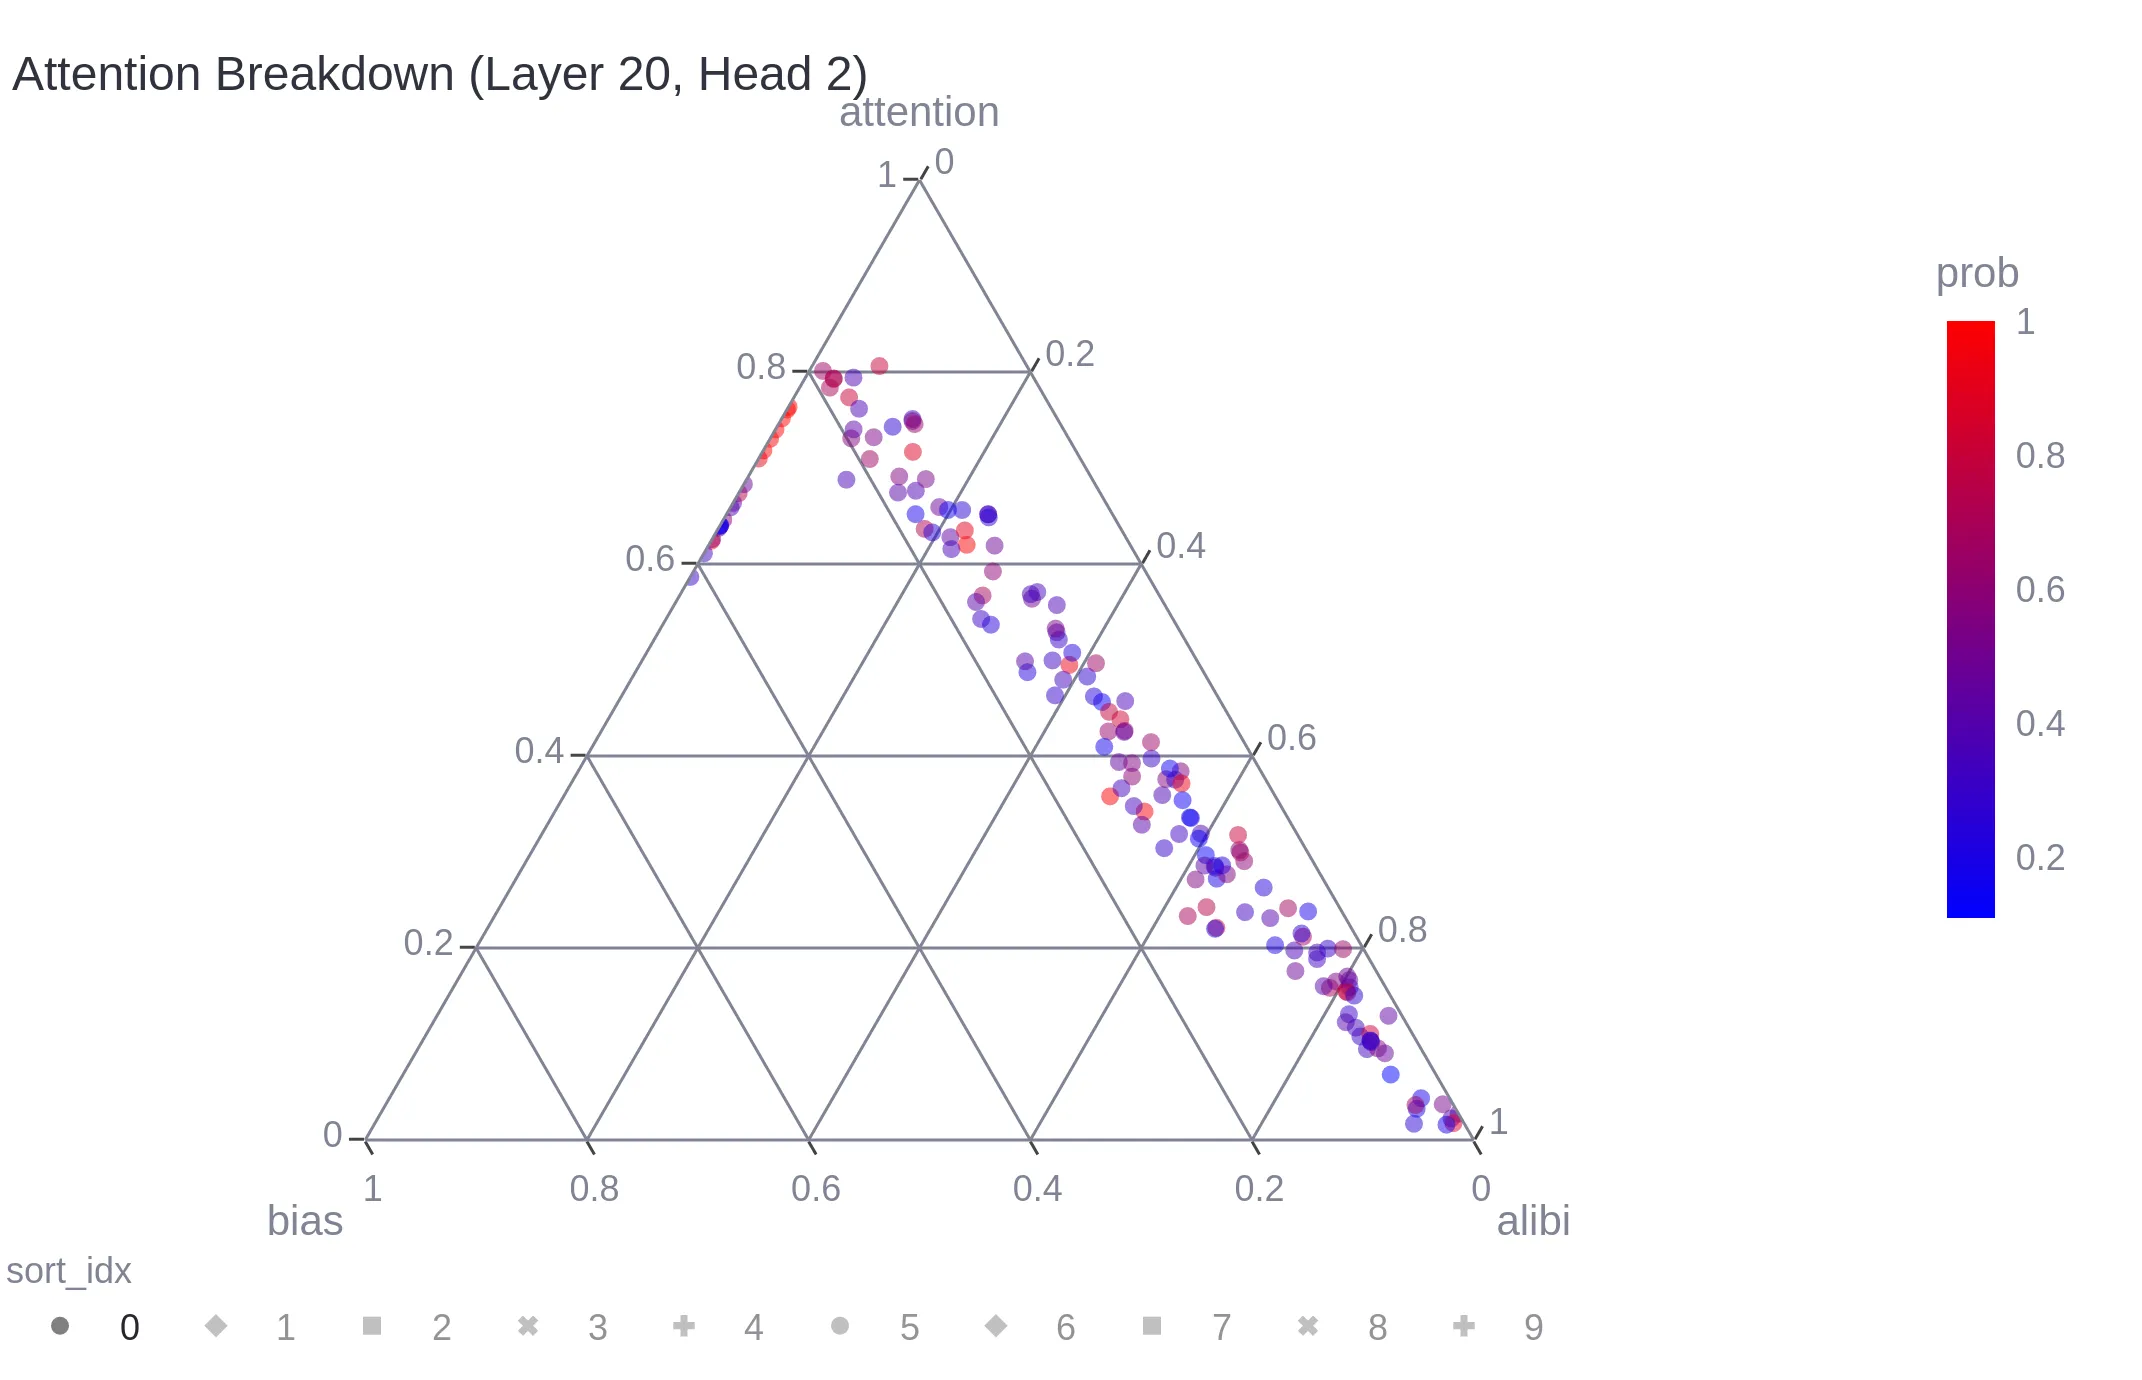 Attention Breakdown (Layer 20, Head 2)
attention
1 0
prob
1
0.8 0.2
0.8
0.6 0.4
0.6
0.4 0.6
0.4
0.2 0.8
0.2
0 1
1 0.8 0.6 0.4 0.2 0
bias alibi
sort_idx
0 1 2 3 4 5 6 7 8 9